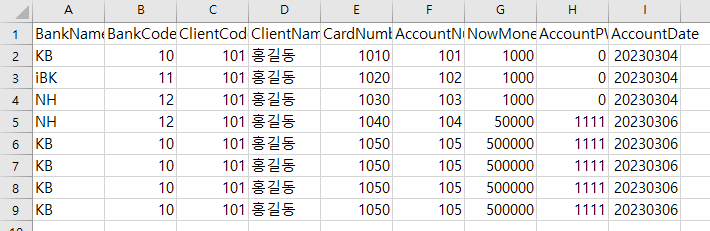 A B C D E F G H I
1 BankName BankCode ClientCod ClientNam CardNumb AccountNu NowMone AccountPV AccountDate
2 KB 10 101 홍길동 1010 101 1000 0 20230304
3 iBK 11 101 홍길동 1020 102 1000 0 20230304
4 NH 12 101 홍길동 1030 103 1000 0 20230304
5 NH 12 101 홍길동 1040 104 50000 1111 20230306
6 KB 10 101 홍길동 1050 105 500000 1111 20230306
7 KB 10 101 홍길동 1050 105 500000 1111 20230306
8 KB 10 101 홍길동 1050 105 500000 1111 20230306
9 KB 10 101 홍길동 1050 105 500000 1111 20230306
10